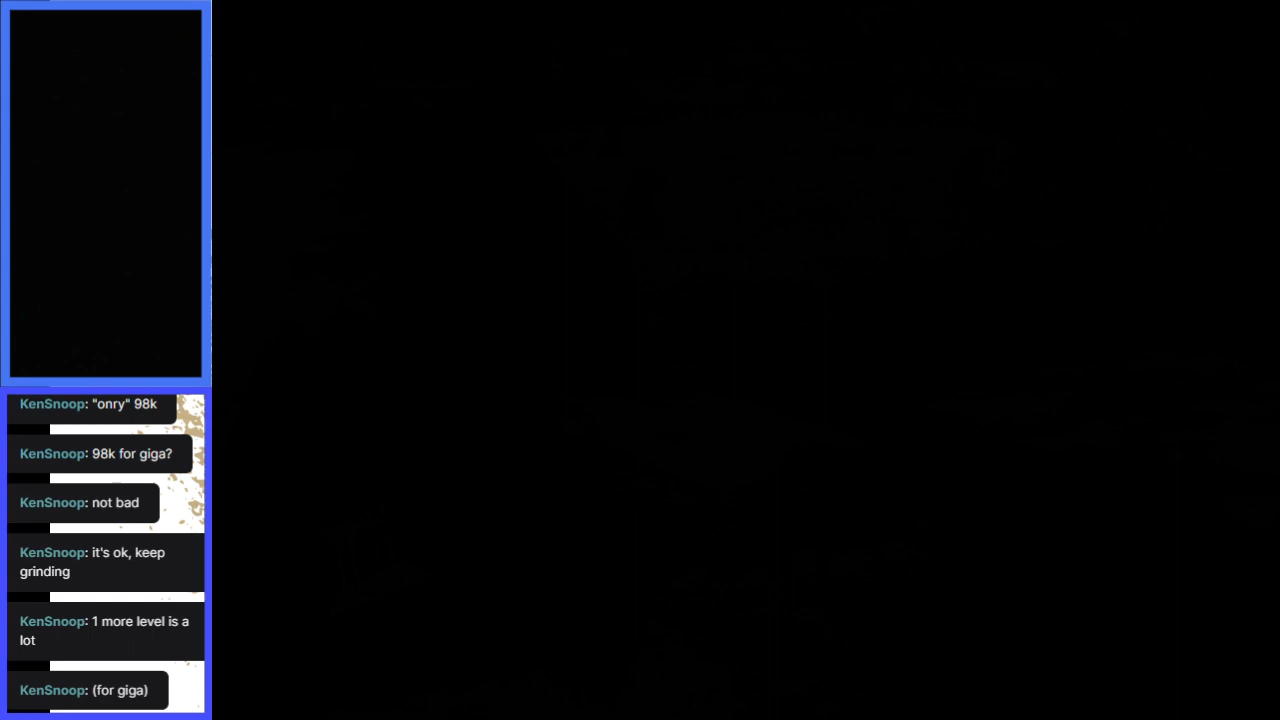 KenSnoop: "onry" 98k
KenSnoop: 98k for giga?
KenSnoop: not bad
KenSnoop: it's ok, keep
grinding
KenSnoop: 1 more level is a
lot
KenSnoop: (for giga)